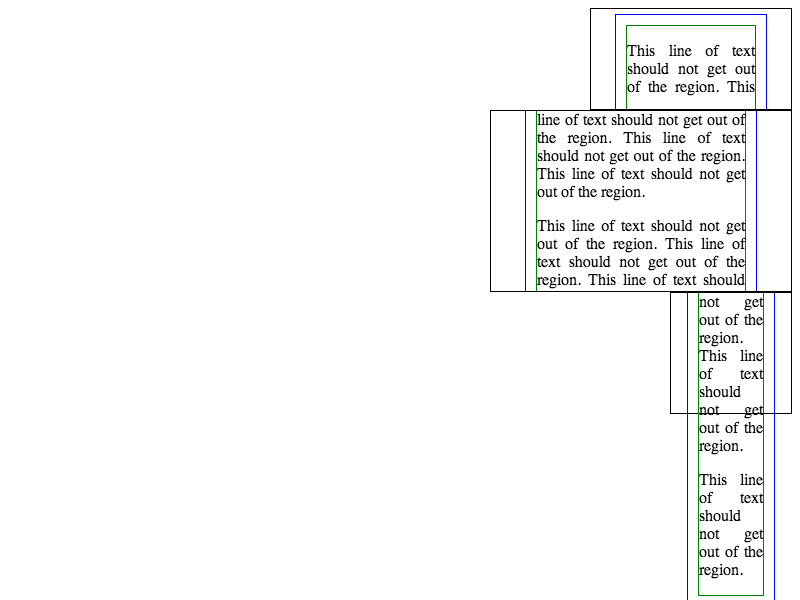 This line of text
should not get out
of the region. This
line of text should not get out of
the region. This line of text
should not get out of the region.
This line of text should not get
out of the region.
This line of text should not get
out of the region. This line of
text should not get out of the
region. This line of text should
not get
out of the
region.
This line
of text
should
not get
out of the
region.
This line
of text
should
not get
out of the
region.